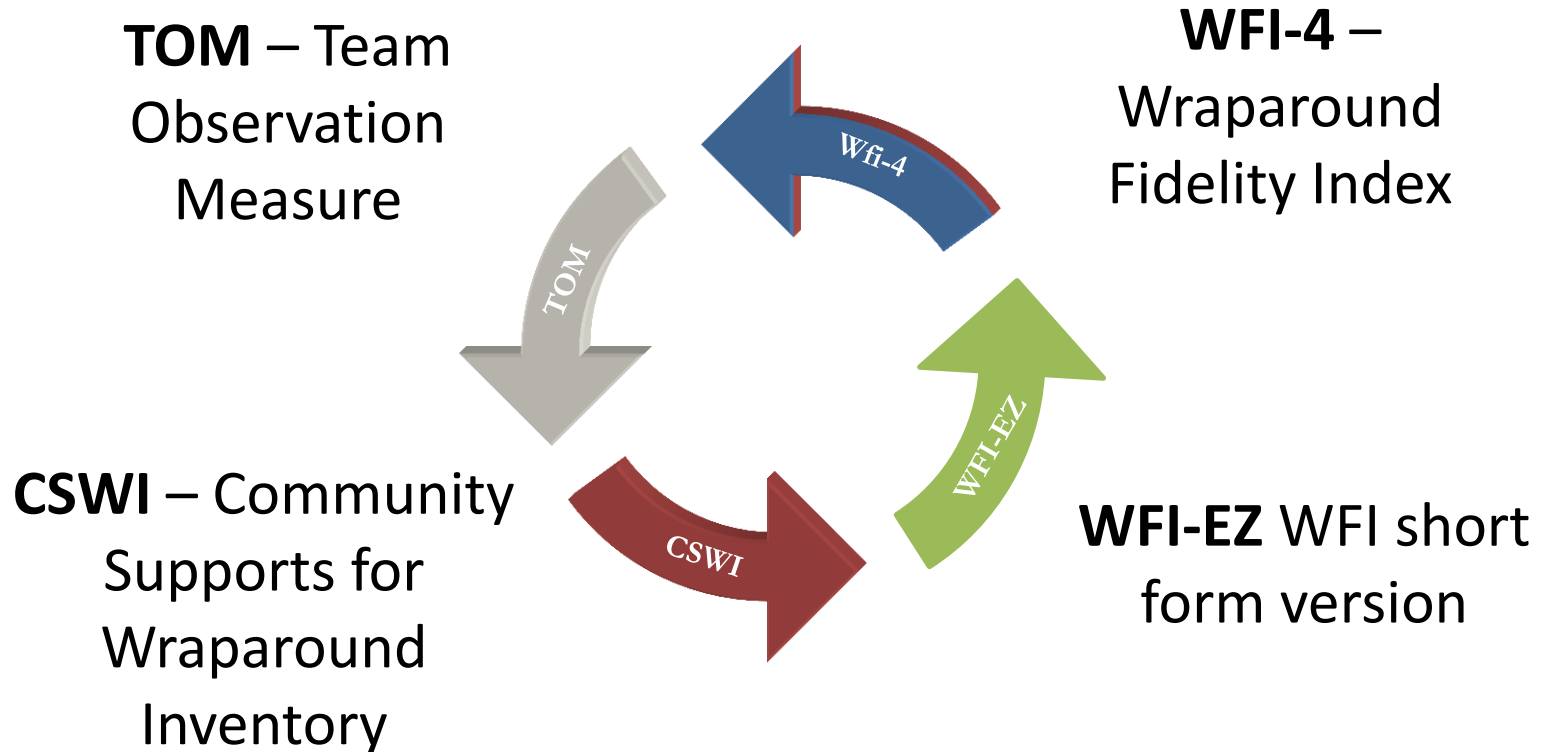 TOM – Team
Observation
Measure
WFI-4 –
Wraparound
Fidelity Index
Wfi-4
TOM
WFI-EZ
CSWI
CSWI – Community
Supports for
Wraparound
Inventory
WFI-EZ WFI short
form version